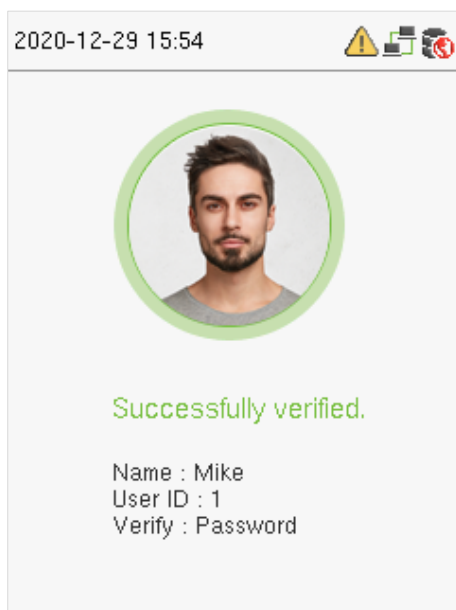 2020-12-29 15:54
Successfully verified.
Name : Mike
User ID : 1
Verify : Password